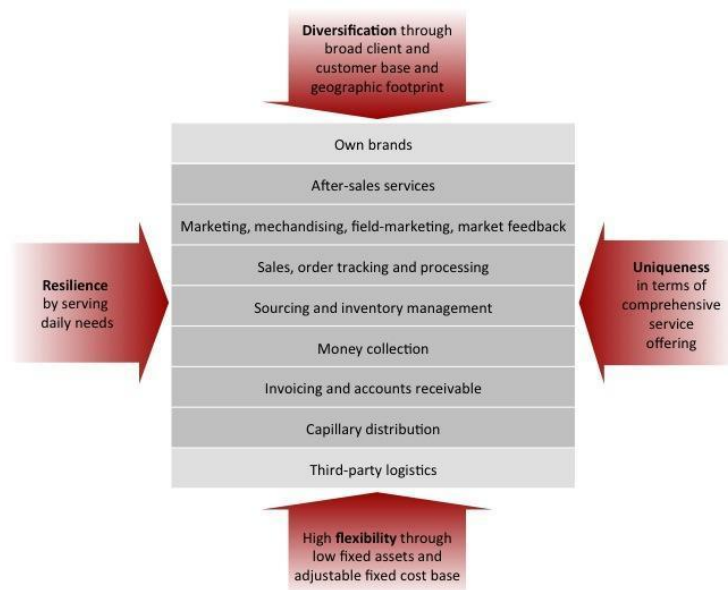 Diversification through
broad client and
customer base and
geographic footprint
Own brands
After-sales services
Marketing, mechandising, field-marketing, market feedback
Sales, order tracking and processing
Sourcing and inventory management
Money collection
Invoicing and accounts receivable
Capillary distribution
Third-party logistics
Resilience
by serving
daily needs
Uniqueness
in terms of
comprehensive
service
offering
High flexibility through
low fixed assets and
adjustable fixed cost base